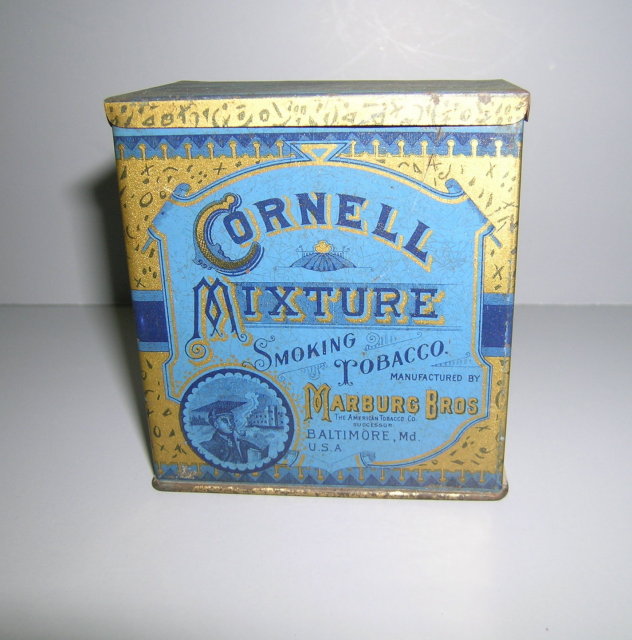 CORNELL
MIXTURE
SMOKING
TOBACCO.
MANUFACTURED BY
MARBURG BROS
THE AMERICAN TOBACCO CO.
SUCCESSOR
BALTIMORE, Md.
U.S.A